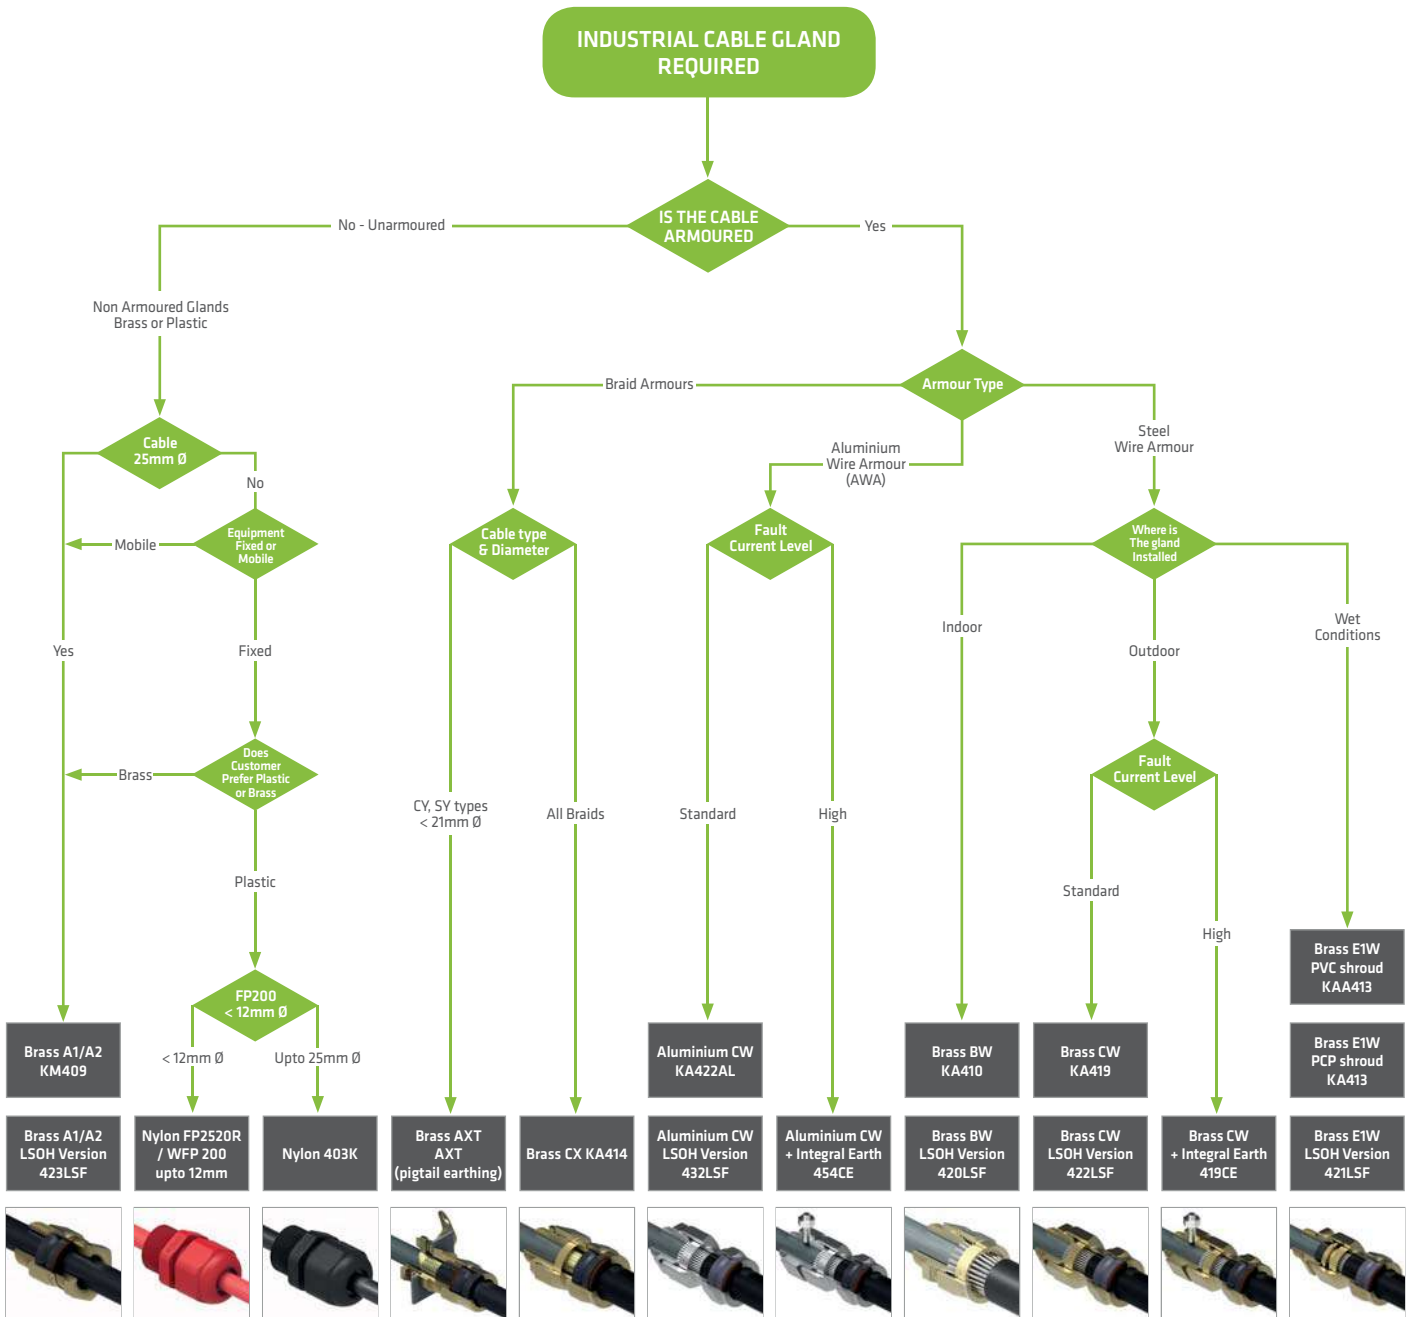 INDUSTRIAL CABLE GLAND
REQUIRED
IS THE CABLE
ARMOURED
No - Unarmoured
Yes
Non Armoured Glands
Brass or Plastic
Armour Type
Braid Armours
Aluminium
Wire Armour
(AWA)
Steel
Wire Armour
Cable
25mm Ø
No
Yes
Equipment
Fixed or
Mobile
Mobile
Fixed
Does
Customer
Prefer Plastic
or Brass
Brass
Plastic
FP200
< 12mm Ø
< 12mm Ø
Upto 25mm Ø
Cable type
& Diameter
CY, SY types
< 21mm Ø
All Braids
Fault
Current Level
Standard
High
Where is
The gland
Installed
Indoor
Outdoor
Wet
Conditions
Fault
Current Level
Standard
High
Brass A1/A2
KM409
Brass A1/A2
LSOH Version
423LSF
Nylon FP2520R
/ WFP 200
upto 12mm
Nylon 403K
Brass AXT
AXT
(pigtail earthing)
Brass CX KA414
Aluminium CW
KA422AL
Aluminium CW
LSOH Version
432LSF
Aluminium CW
+ Integral Earth
454CE
Brass BW
KA410
Brass BW
LSOH Version
420LSF
Brass CW
KA419
Brass CW
LSOH Version
422LSF
Brass CW
+ Integral Earth
419CE
Brass E1W
PVC shroud
KAA413
Brass E1W
PCP shroud
KA413
Brass E1W
LSOH Version
421LSF